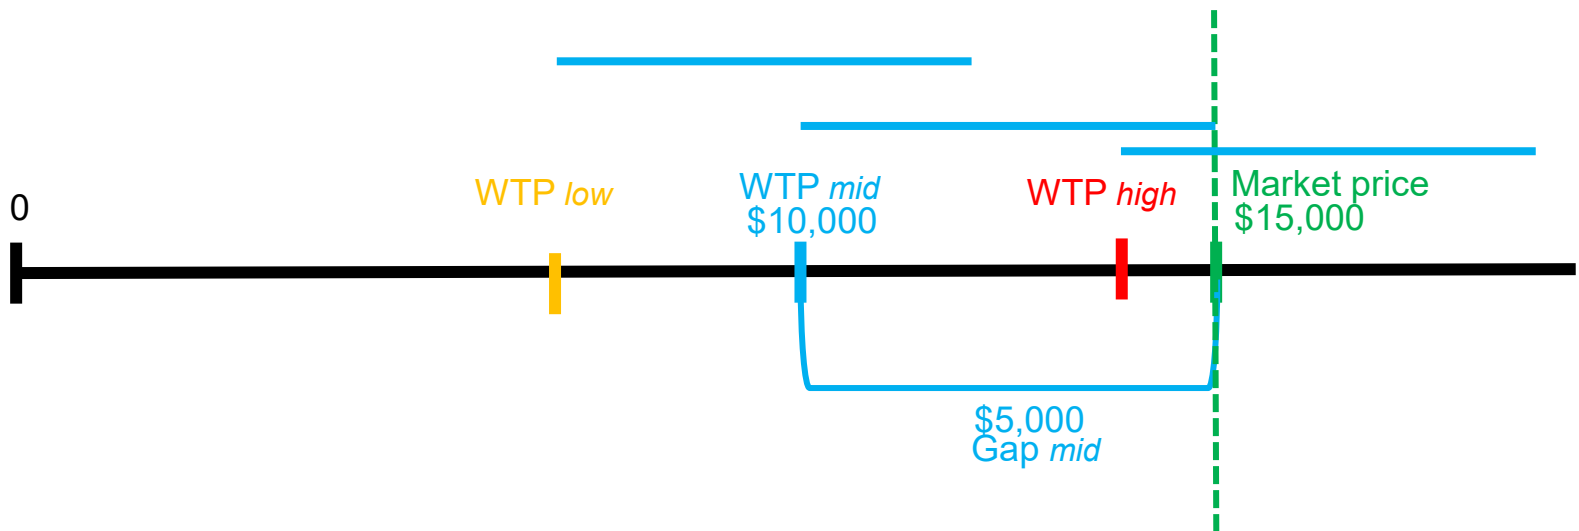 0
WTP low
WTP mid
$10,000
WTP high
Market price
$15,000
$5,000
Gap mid